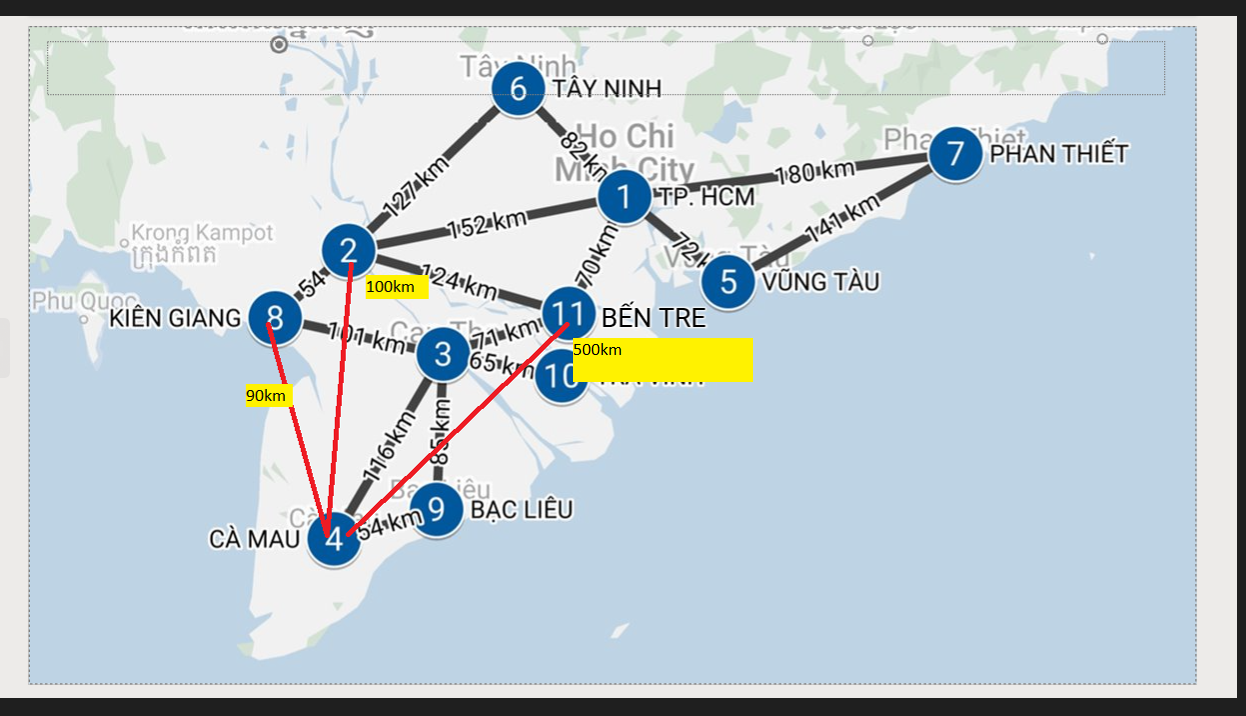 Tây Ninh
6 TÂY NINH
Ho Chi
Minh City
82 km
127 km
7 PHAN THIẾT
180 km
1 TP. HCM
152 km
141 km
72 k
70 km
Krong Kampot
ក្រុងកំពត
2
5 VŨNG TÀU
124 km
100km
54
Phu Quoc
KIÊN GIANG 8
11 BẾN TRE
101 km
71 km
3
65 km
500km
10
90km
116 km
85 km
9 BẠC LIÊU
54 km
CÀ MAU 4